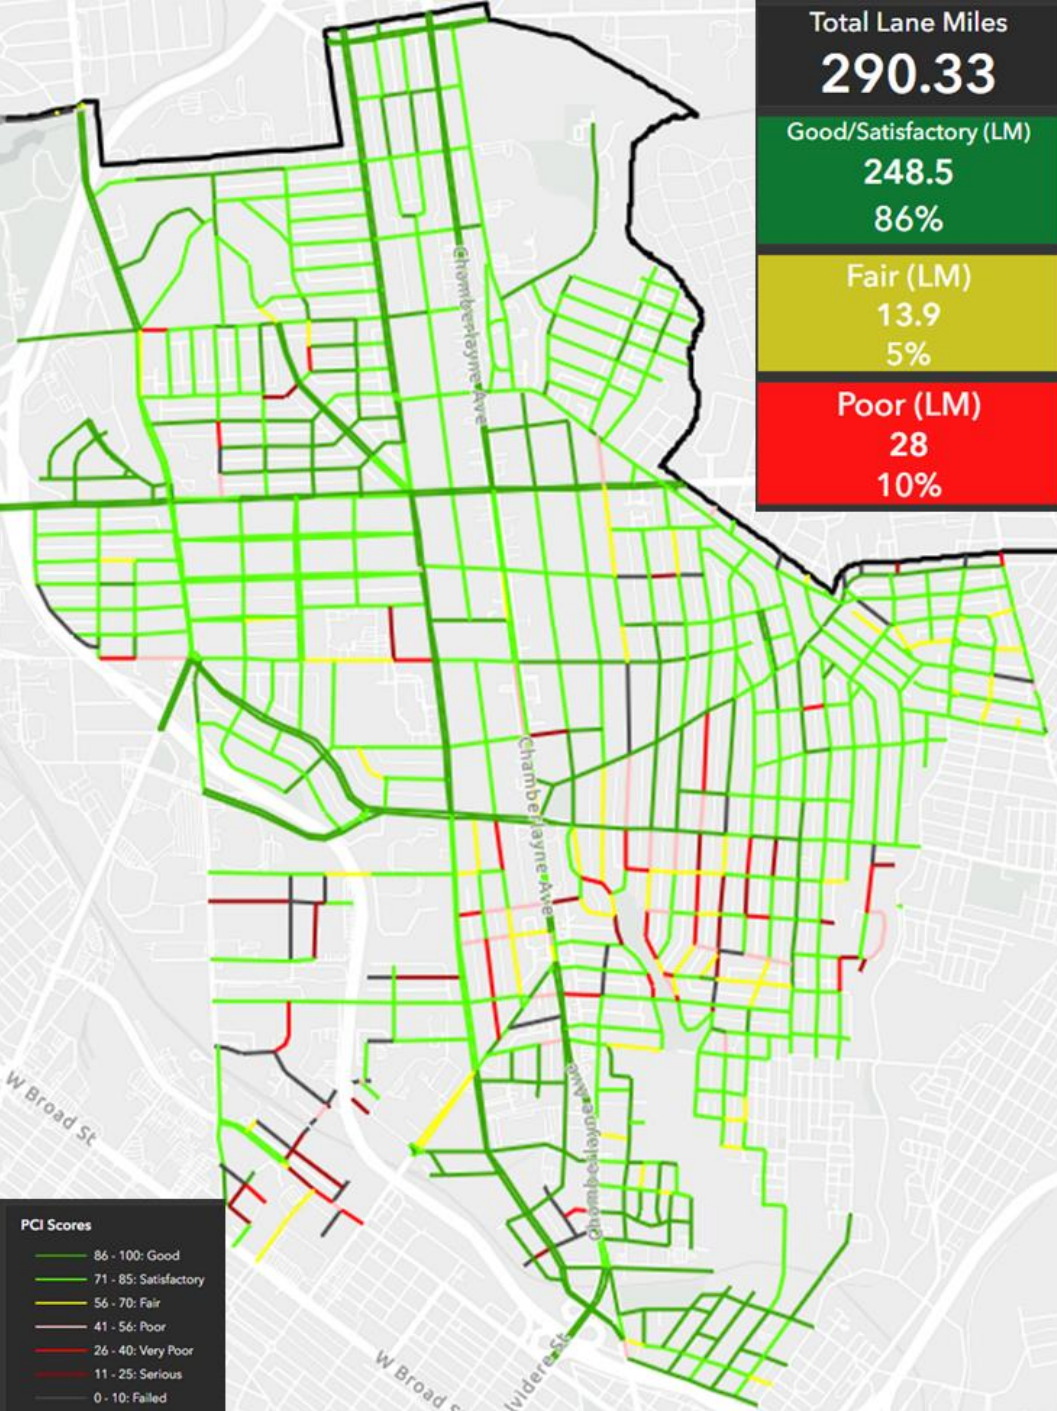 Total Lane Miles
290.33
Good/Satisfactory (LM)
248.5
86%
Fair (LM)
13.9
5%
Poor (LM)
28
10%
Chamberlayne Ave
Chamberlayne Ave
Chamberlayne Ave
W Broad St
W Broad S
lvidere St
PCI Scores
86 - 100: Good
71 - 85: Satisfactory
56 - 70: Fair
41 - 56: Poor
26 - 40: Very Poor
11 - 25: Serious
0 - 10: Failed